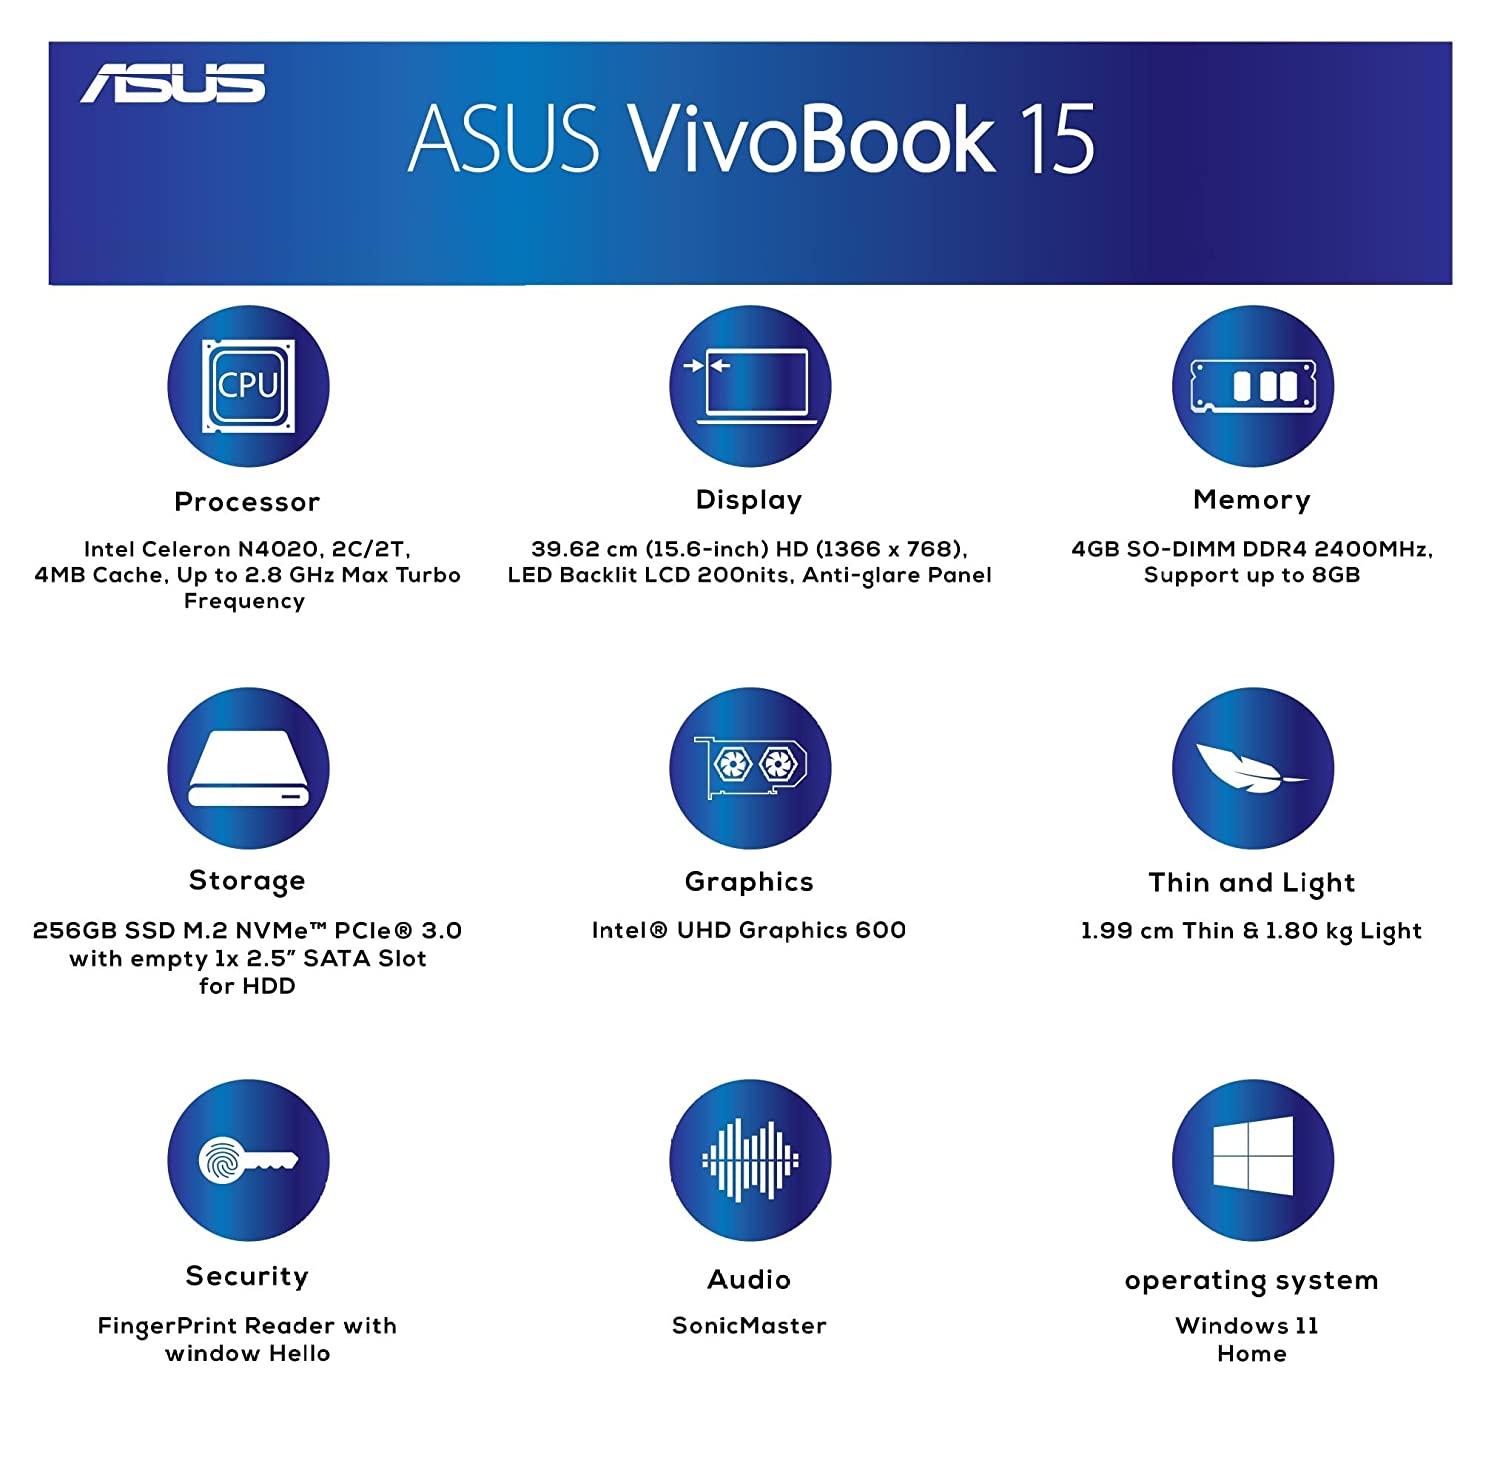 ASUS
ASUS VivoBook 15
CPU
Processor
Intel Celeron N4020, 2C/2T,
4MB Cache, Up to 2.8 GHz Max Turbo
Frequency
Display
39.62 cm (15.6-inch) HD (1366 x 768),
LED Backlit LCD 200nits, Anti-glare Panel
Memory
4GB SO-DIMM DDR4 2400MHz,
Support up to 8GB
Storage
256GB SSD M.2 NVMe™ PCIe® 3.0
with empty 1x 2.5” SATA Slot
for HDD
Graphics
Intel® UHD Graphics 600
Thin and Light
1.99 cm Thin & 1.80 kg Light
Security
FingerPrint Reader with
window Hello
Audio
SonicMaster
operating system
Windows 11
Home